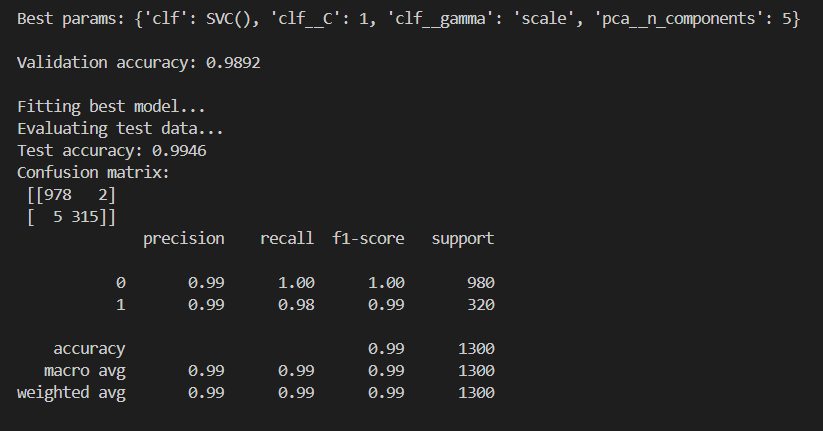 Best params: {'clf': SVC(), 'clf__C': 1, 'clf__gamma': 'scale', 'pca__n_components': 5}
Validation accuracy: 0.9892
Fitting best model...
Evaluating test data...
Test accuracy: 0.9946
Confusion matrix:
[[978   2]
[  5 315]]
precision    recall  f1-score   support
0       0.99      1.00      1.00       980
1       0.99      0.98      0.99       320
accuracy                           0.99      1300
macro avg       0.99      0.99      0.99      1300
weighted avg       0.99      0.99      0.99      1300